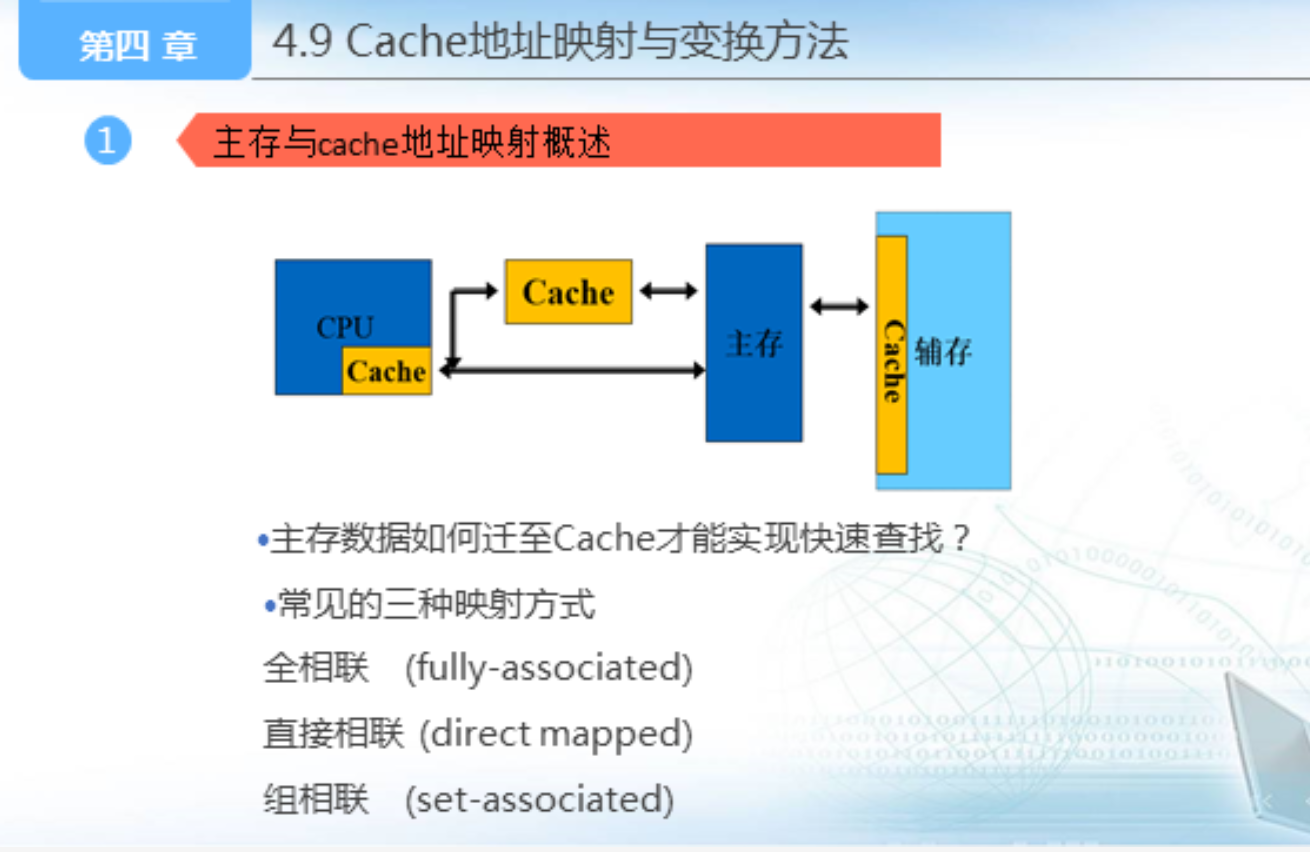 第四 章
4.9 Cache地址映射与变换方法
1
主存与cache地址映射概述
CPU
Cache
Cache
主存
Cache
辅存
•主存数据如何迁至Cache才能实现快速查找？
•常见的三种映射方式
全相联 (fully-associated)
直接相联 (direct mapped)
组相联 (set-associated)